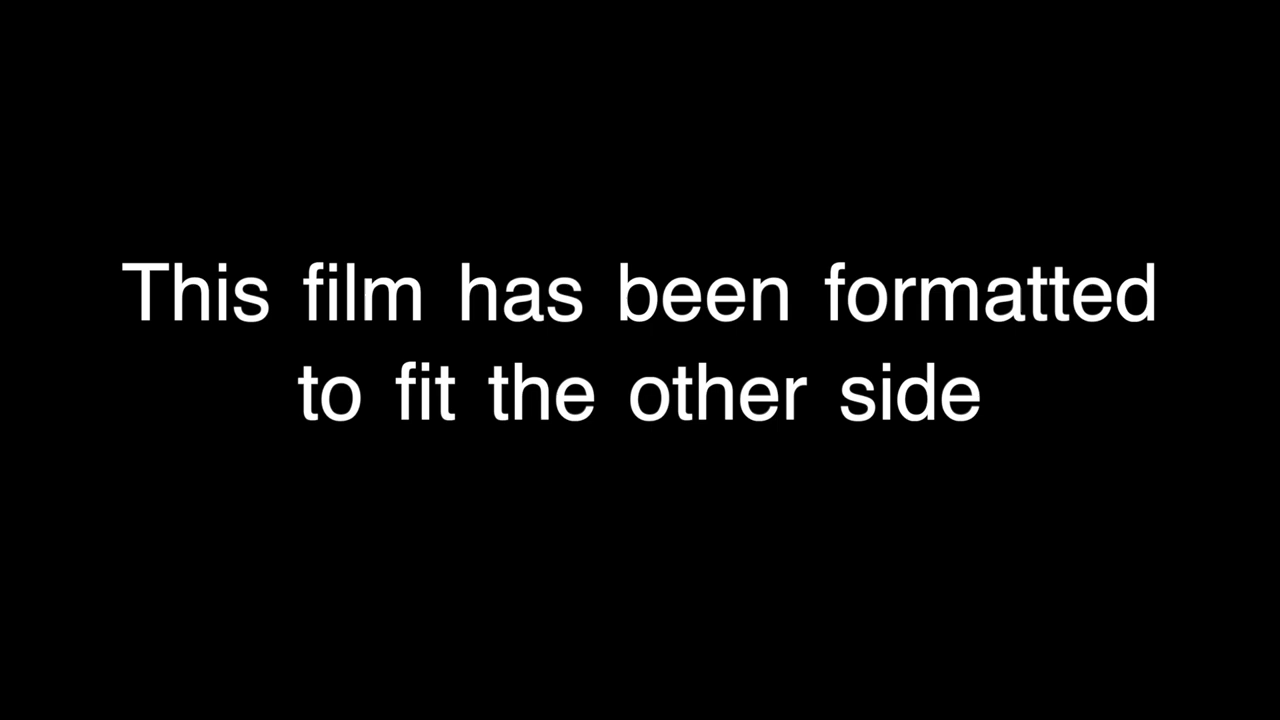 This film has been formatted
to fit the other side